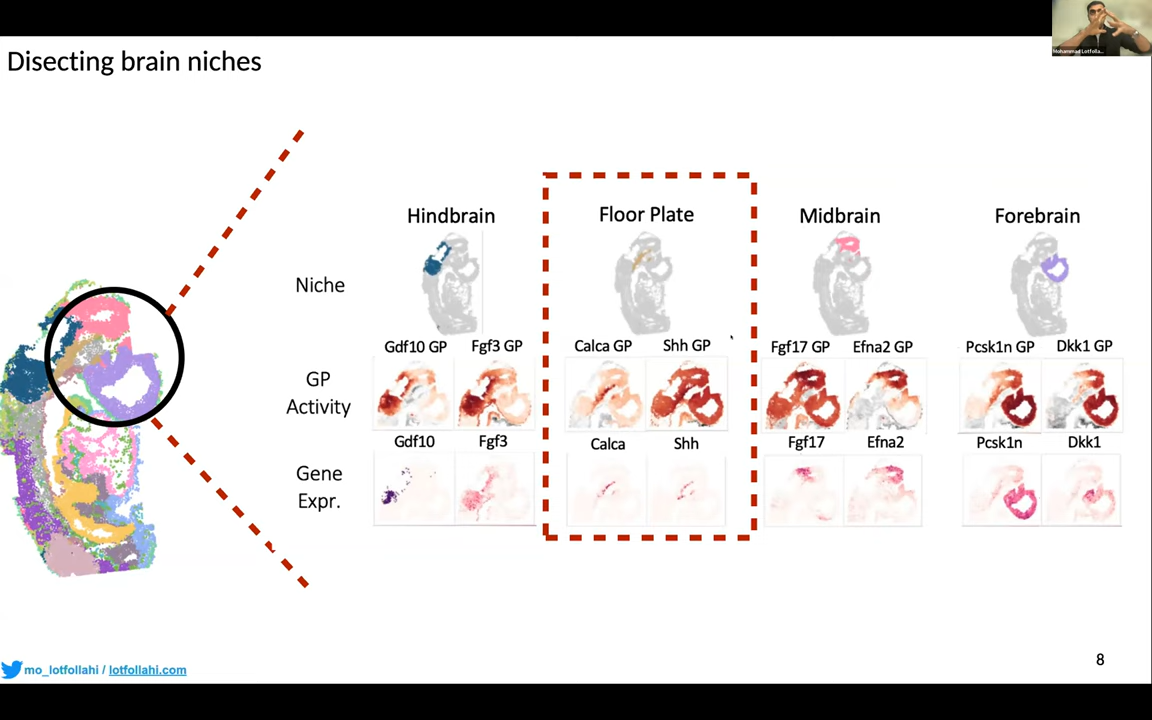 Mohammad Lotfolla...
Disecting brain niches
Hindbrain
Floor Plate
Midbrain
Forebrain
Niche
Gdf10 GP
Fgf3 GP
Calca GP
Shh GP
Fgf17 GP
Efna2 GP
Pcsk1n GP
Dkk1 GP
GP
Activity
Gdf10
Fgf3
Calca
Shh
Fgf17
Efna2
Pcsk1n
Dkk1
Gene
Expr.
8
mo_lotfollahi / lotfollahi.com